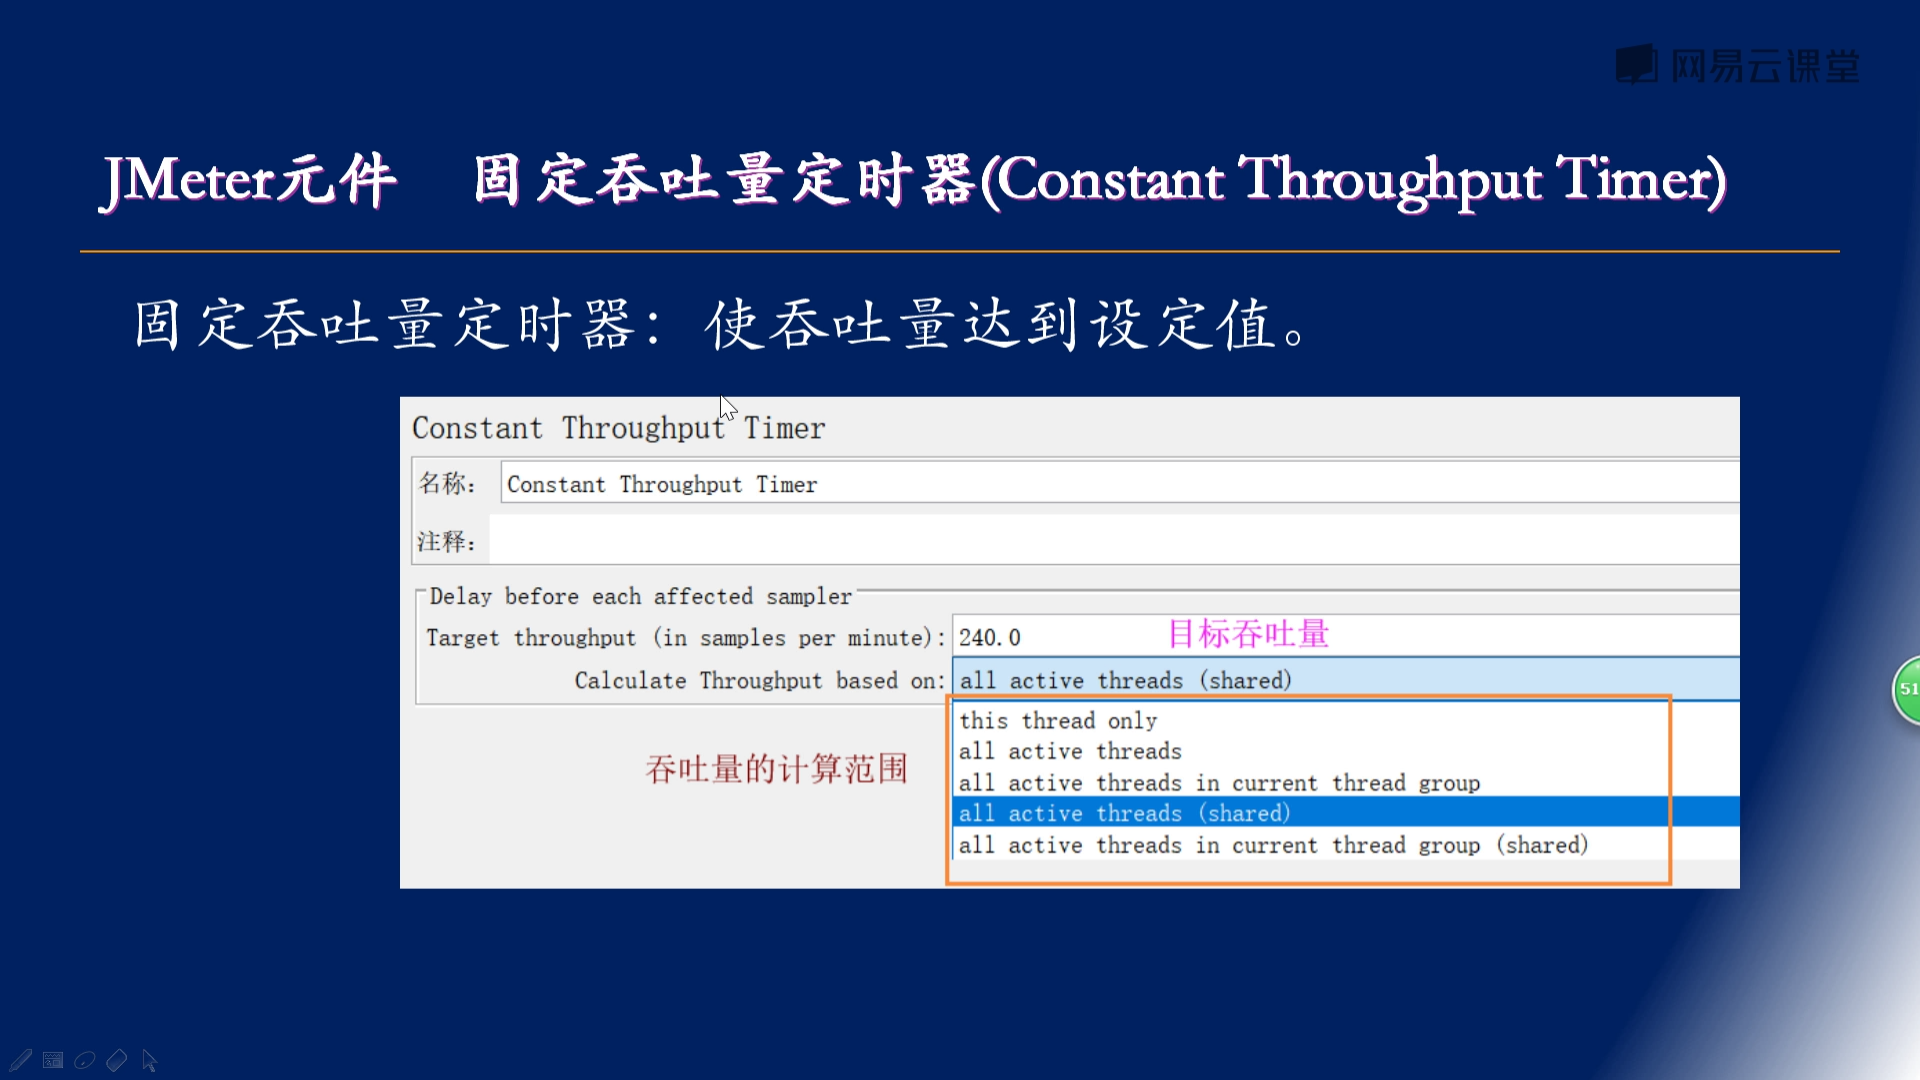 网易云课堂
JMeter元件 固定吞吐量定时器(Constant Throughput Timer)
固定吞吐量定时器：使吞吐量达到设定值。
Constant Throughput Timer
名称： Constant Throughput Timer
注释：
Delay before each affected sampler
Target throughput (in samples per minute): 240.0 目标吞吐量
Calculate Throughput based on: all active threads (shared)
this thread only
all active threads
吞吐量的计算范围
all active threads in current thread group
all active threads (shared)
all active threads in current thread group (shared)
51